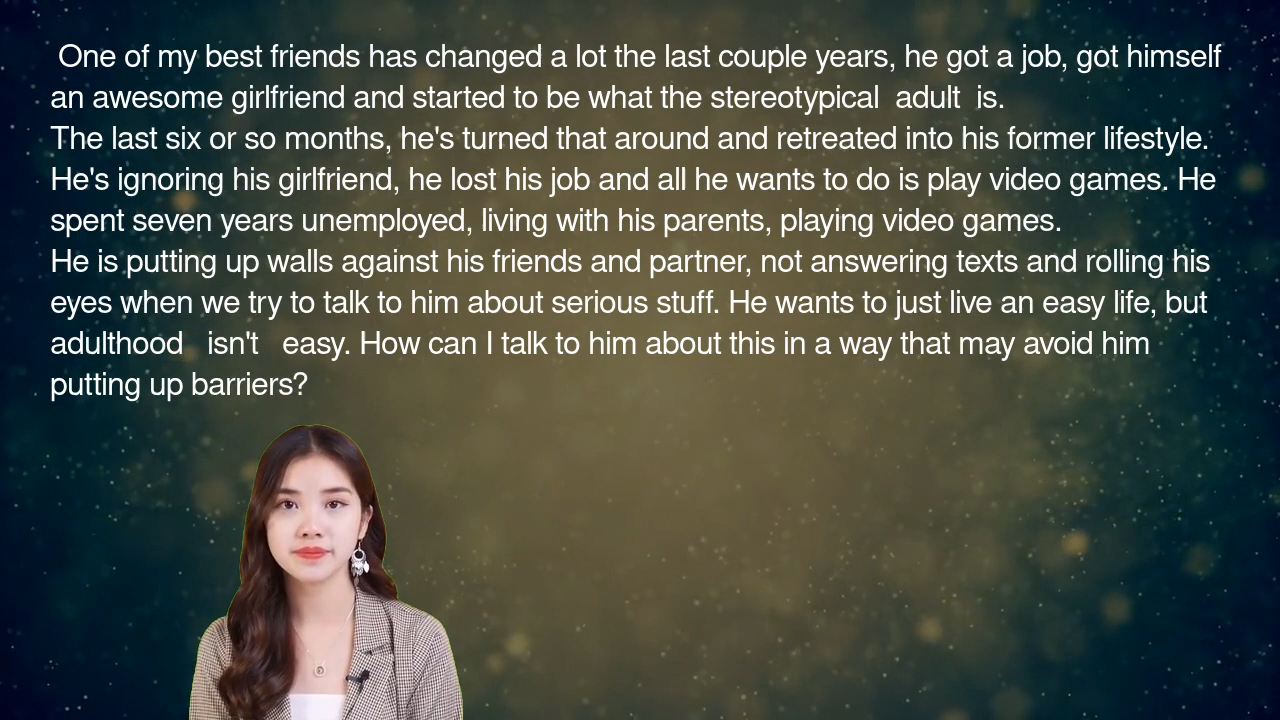 One of my best friends has changed a lot the last couple years, he got a job, got himself
an awesome girlfriend and started to be what the stereotypical  adult  is.
The last six or so months, he's turned that around and retreated into his former lifestyle.
He's ignoring his girlfriend, he lost his job and all he wants to do is play video games. He
spent seven years unemployed, living with his parents, playing video games.
He is putting up walls against his friends and partner, not answering texts and rolling his
eyes when we try to talk to him about serious stuff. He wants to just live an easy life, but
adulthood   isn't   easy. How can I talk to him about this in a way that may avoid him
putting up barriers?